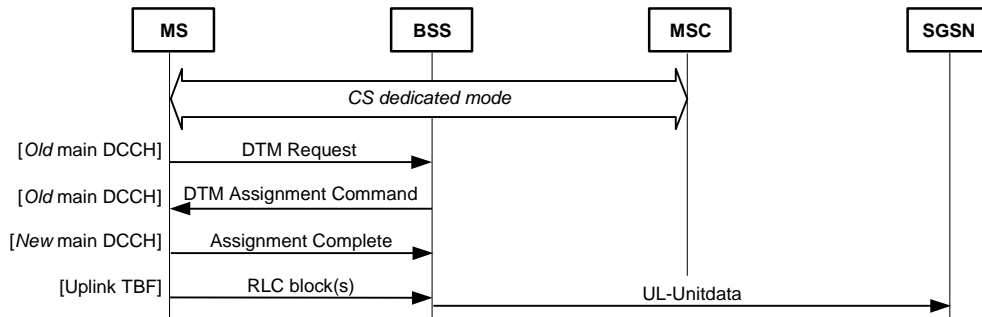 MS BSS MSC SGSN
CS dedicated mode
[Old main DCCH] DTM Request
[Old main DCCH] DTM Assignment Command
[New main DCCH] Assignment Complete
[Uplink TBF] RLC block(s) UL-Unitdata